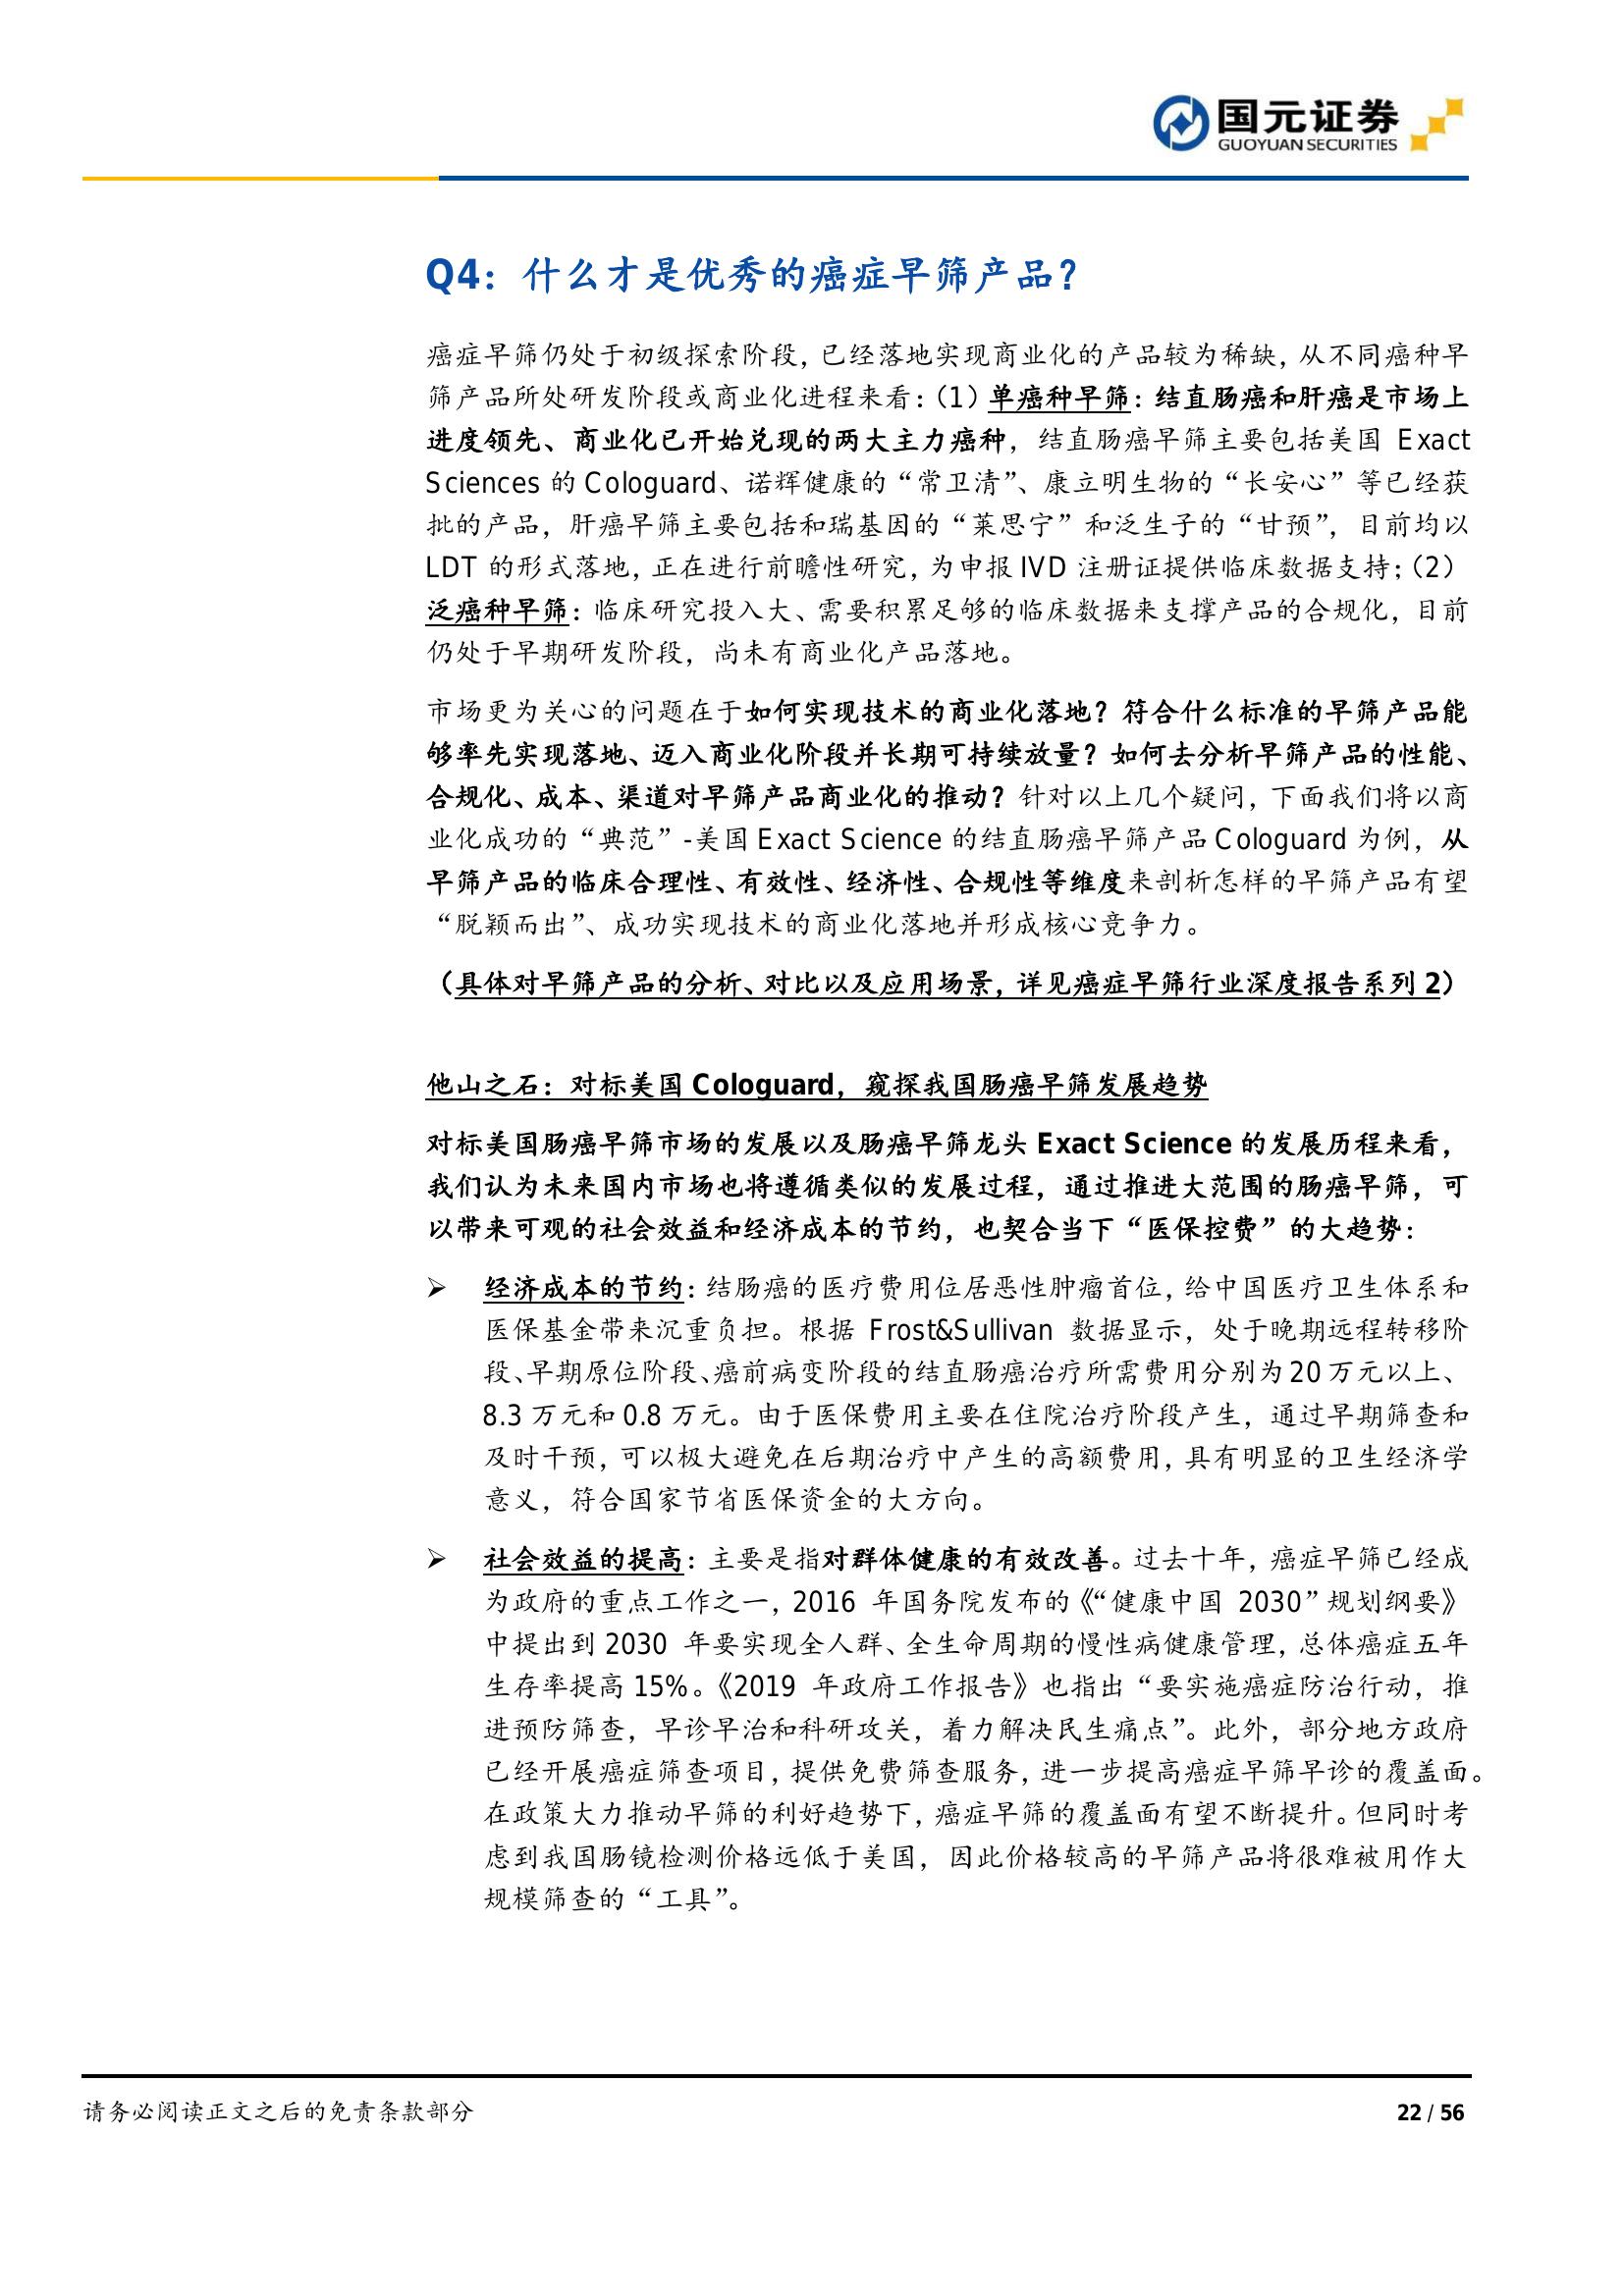 国元证券
GUOYUAN SECURITIES
Q4：什么才是优秀的癌症早筛产品？
癌症早筛仍处于初级探索阶段，已经落地实现商业化的产品较为稀缺，从不同癌种早
筛产品所处研发阶段或商业化进程来看：（1）单癌种早筛：结直肠癌和肝癌是市场上
进度领先、商业化已开始兑现的两大主力癌种，结直肠癌早筛主要包括美国 Exact
Sciences 的 Cologuard、诺辉健康的“常卫清”、康立明生物的“长安心”等已经获
批的产品，肝癌早筛主要包括和瑞基因的“莱思宁”和泛生子的“甘预”，目前均以
LDT 的形式落地，正在进行前瞻性研究，为申报 IVD 注册证提供临床数据支持；（2）
泛癌种早筛：临床研究投入大、需要积累足够的临床数据来支撑产品的合规化，目前
仍处于早期研发阶段，尚未有商业化产品落地。
市场更为关心的问题在于如何实现技术的商业化落地？符合什么标准的早筛产品能
够率先实现落地、迈入商业化阶段并长期可持续放量？如何去分析早筛产品的性能、
合规化、成本、渠道对早筛产品商业化的推动？针对以上几个疑问，下面我们将以商
业化成功的“典范”-美国 Exact Science 的结直肠癌早筛产品 Cologuard 为例，从
早筛产品的临床合理性、有效性、经济性、合规性等维度来剖析怎样的早筛产品有望
“脱颖而出”、成功实现技术的商业化落地并形成核心竞争力。
（具体对早筛产品的分析、对比以及应用场景，详见癌症早筛行业深度报告系列 2）
他山之石：对标美国 Cologuard，窥探我国肠癌早筛发展趋势
对标美国肠癌早筛市场的发展以及肠癌早筛龙头 Exact Science 的发展历程来看，
我们认为未来国内市场也将遵循类似的发展过程，通过推进大范围的肠癌早筛，可
以带来可观的社会效益和经济成本的节约，也契合当下“医保控费”的大趋势：
➢ 经济成本的节约：结肠癌的医疗费用位居恶性肿瘤首位，给中国医疗卫生体系和
医保基金带来沉重负担。根据 Frost&Sullivan 数据显示，处于晚期远程转移阶
段、早期原位阶段、癌前病变阶段的结直肠癌治疗所需费用分别为 20 万元以上、
8.3 万元和 0.8 万元。由于医保费用主要在住院治疗阶段产生，通过早期筛查和
及时干预，可以极大避免在后期治疗中产生的高额费用，具有明显的卫生经济学
意义，符合国家节省医保资金的大方向。
➢ 社会效益的提高：主要是指对群体健康的有效改善。过去十年，癌症早筛已经成
为政府的重点工作之一，2016 年国务院发布的《“健康中国 2030”规划纲要》
中提出到 2030 年要实现全人群、全生命周期的慢性病健康管理，总体癌症五年
生存率提高 15%。《2019 年政府工作报告》也指出“要实施癌症防治行动，推
进预防筛查，早诊早治和科研攻关，着力解决民生痛点”。此外，部分地方政府
已经开展癌症筛查项目，提供免费筛查服务，进一步提高癌症早筛早诊的覆盖面。
在政策大力推动早筛的利好趋势下，癌症早筛的覆盖面有望不断提升。但同时考
虑到我国肠镜检测价格远低于美国，因此价格较高的早筛产品将很难被用作大
规模筛查的“工具”。
请务必阅读正文之后的免责条款部分
22 / 56